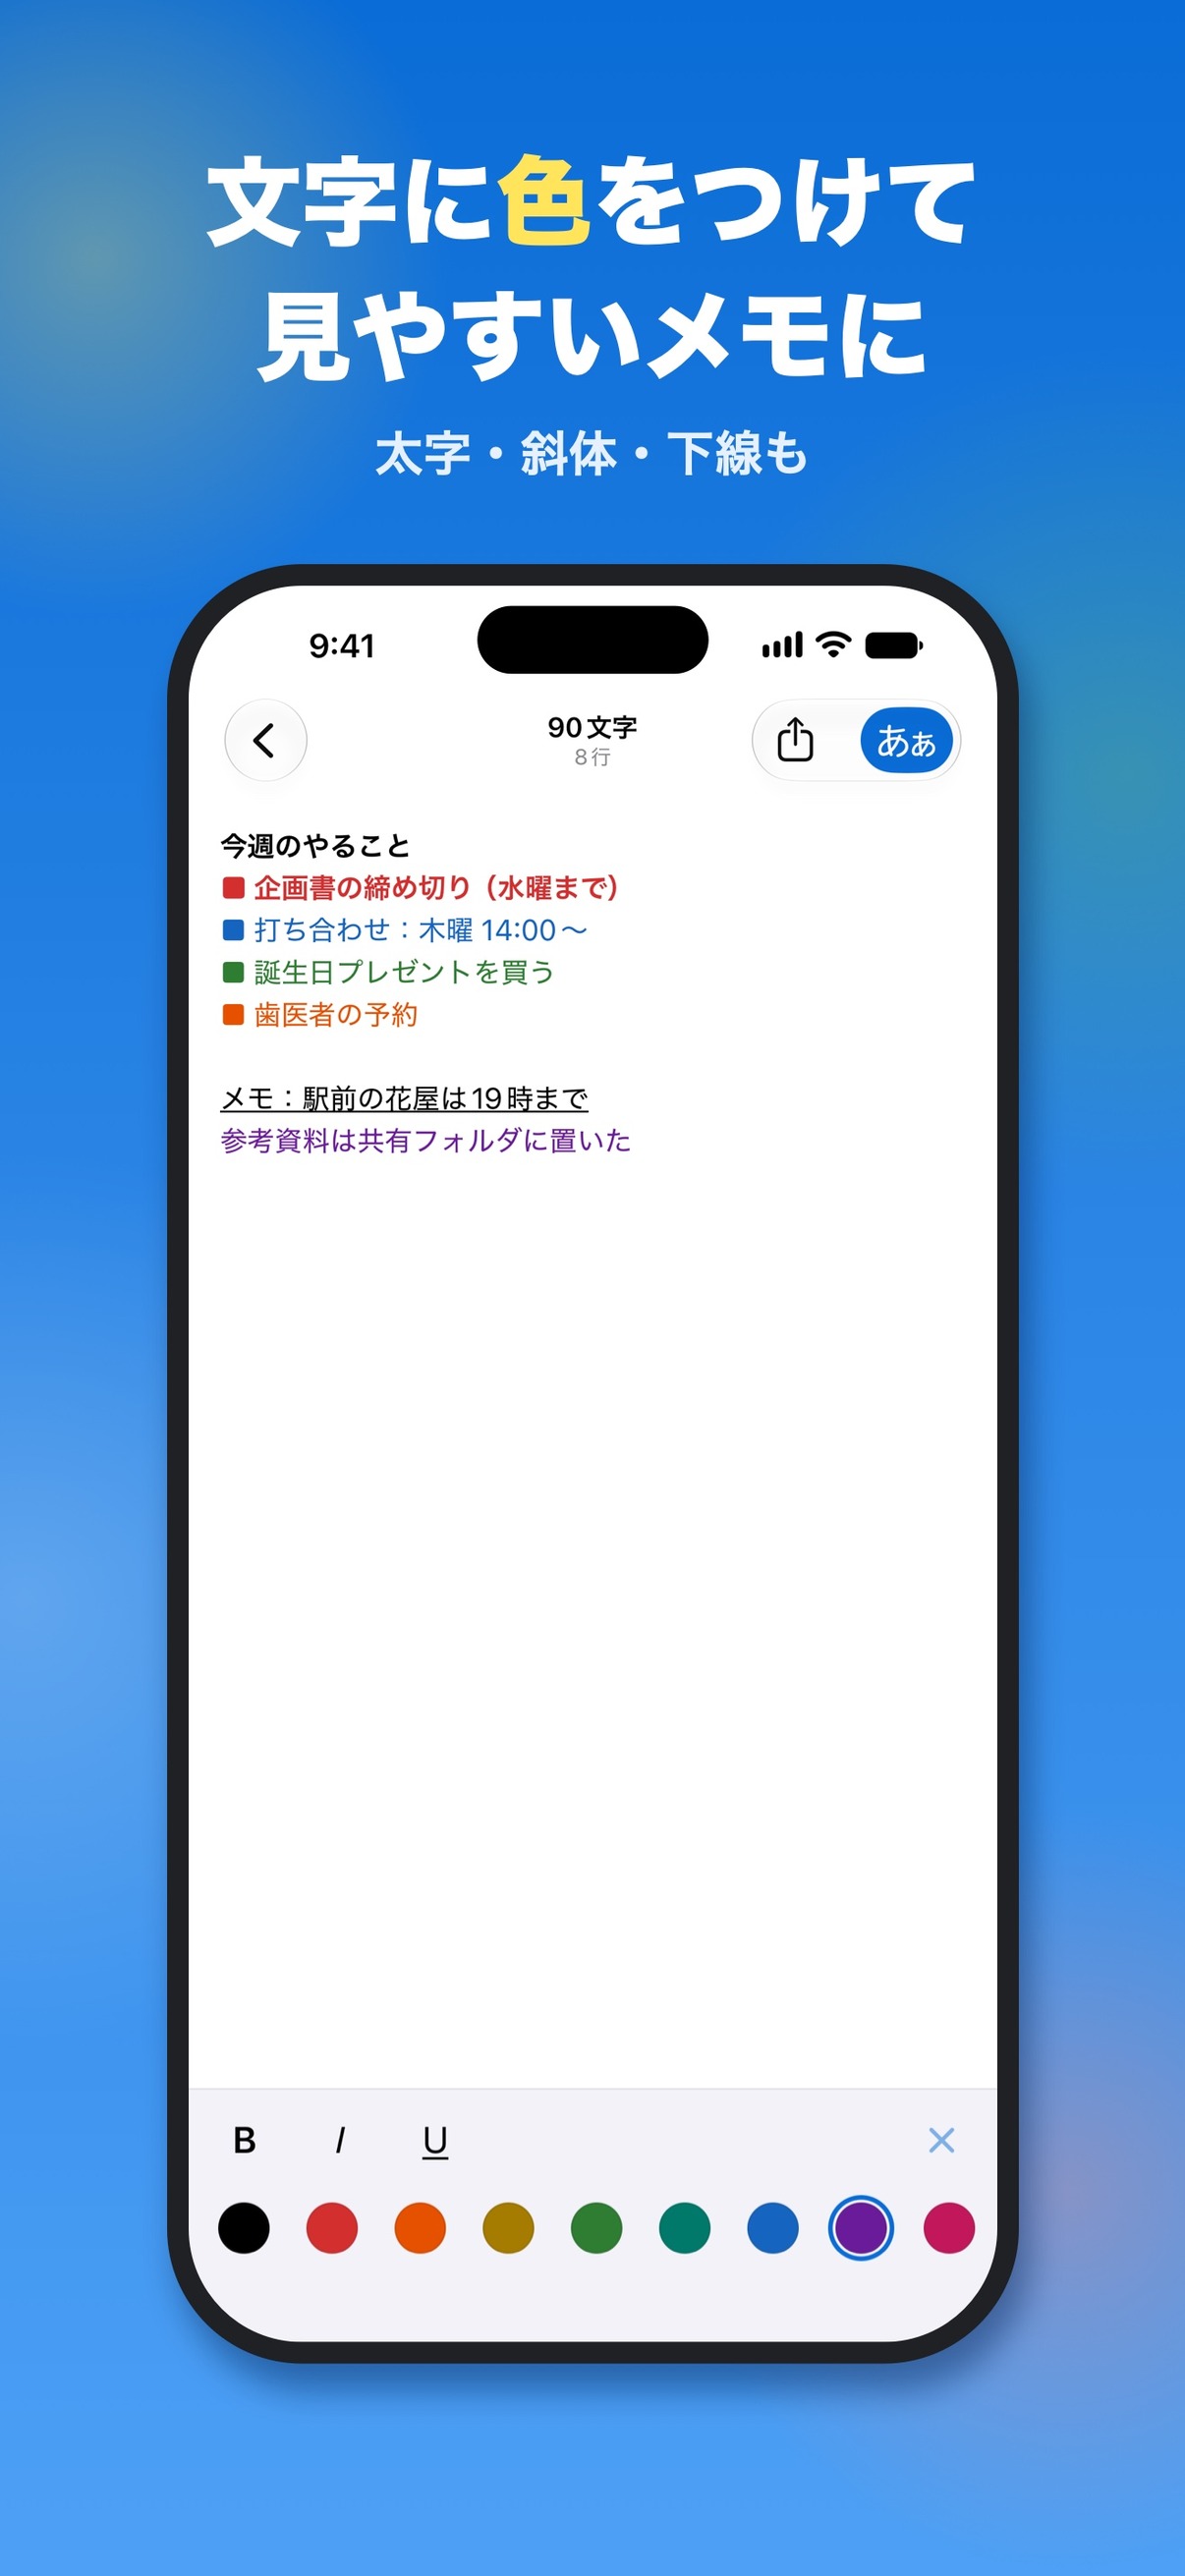 文字に色をつけて
見やすいメモに
太字・斜体・下線も
9:41
90文字
8行
あぁ
今週のやること
■ 企画書の締め切り（水曜まで）
■ 打ち合わせ：木曜 14:00〜
■ 誕生日プレゼントを買う
■ 歯医者の予約
メモ：駅前の花屋は19時まで
参考資料は共有フォルダに置いた
B I U